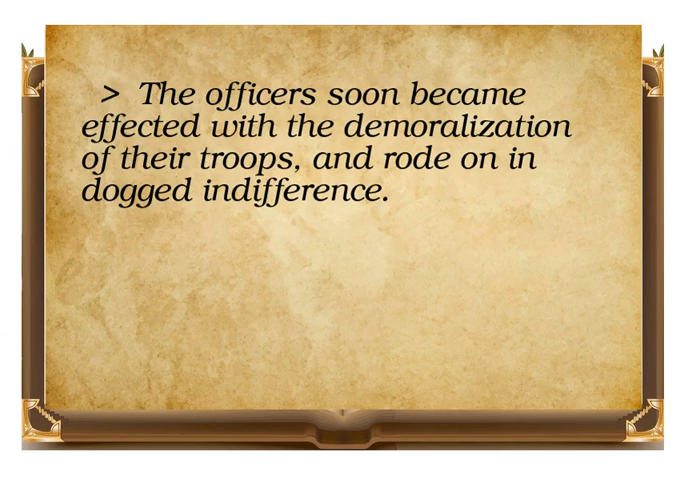 > The officers soon became
effected with the demoralization
of their troops, and rode on in
dogged indifference.